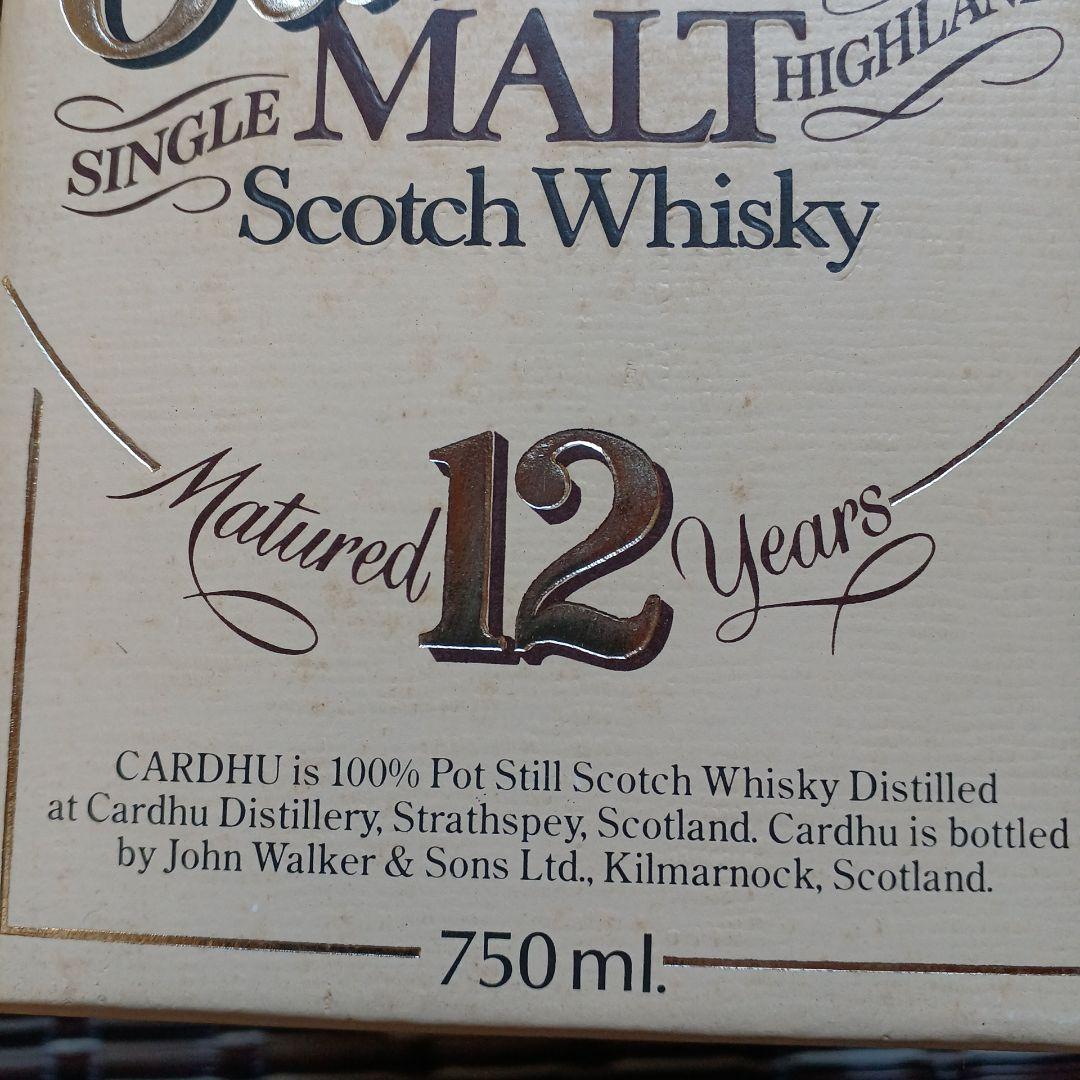 MALT
SINGLE
Scotch Whisky
Matured 12 Years
CARDHU is 100% Pot Still Scotch Whisky Distilled
at Cardhu Distillery, Strathspey, Scotland. Cardhu is bottled
by John Walker & Sons Ltd., Kilmarnock, Scotland.
750 ml.